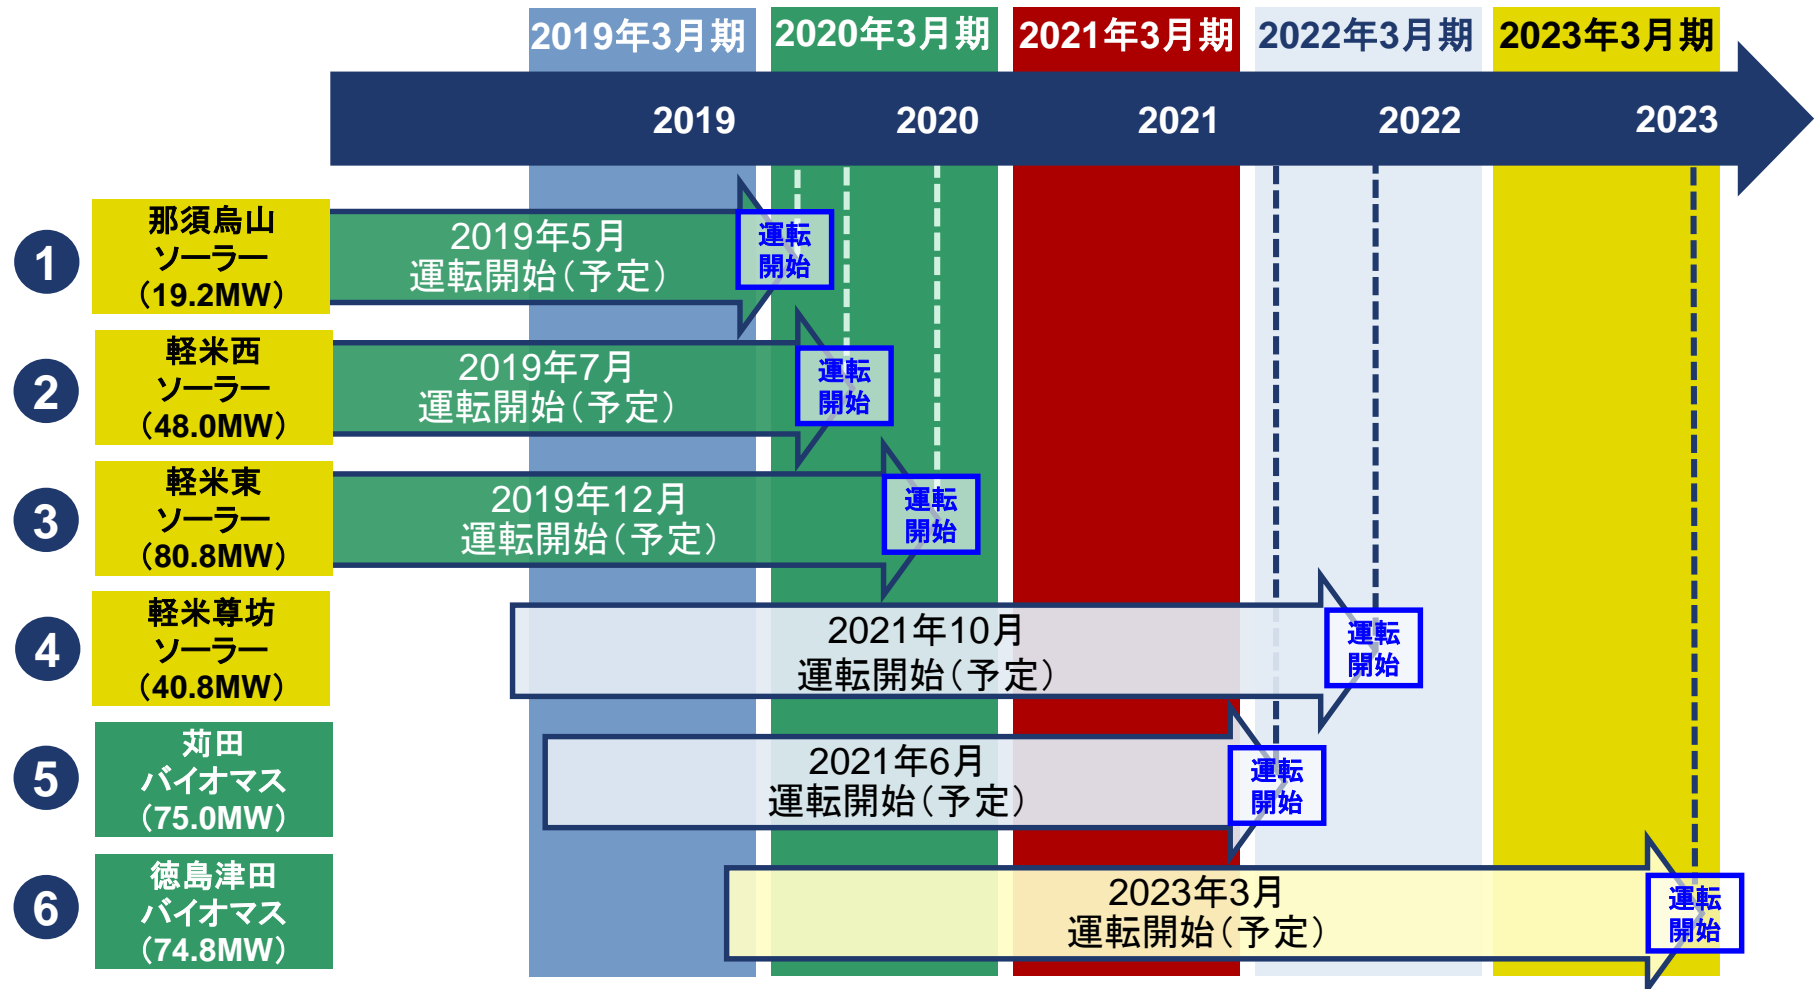 2019年3月期
2020年3月期
2021年3月期
2022年3月期
2023年3月期
2019
2020
2021
2022
2023
1
那須烏山
ソーラー
（19.2MW）
2019年5月
運転開始（予定）
運転
開始
2
軽米西
ソーラー
（48.0MW）
2019年7月
運転開始（予定）
運転
開始
3
軽米東
ソーラー
（80.8MW）
2019年12月
運転開始（予定）
運転
開始
4
軽米尊坊
ソーラー
（40.8MW）
2021年10月
運転開始（予定）
運転
開始
5
苅田
バイオマス
（75.0MW）
2021年6月
運転開始（予定）
運転
開始
6
徳島津田
バイオマス
（74.8MW）
2023年3月
運転開始（予定）
運転
開始